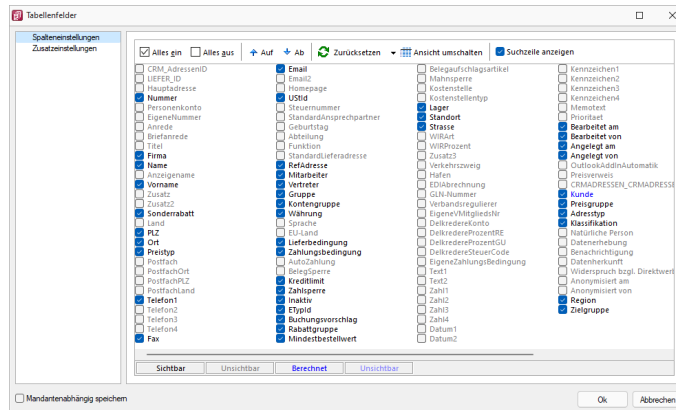 Tabellenfelder
Spalteneinstellungen
Zusatzeinstellungen
Alles ein Alles aus Auf Ab Zurücksetzen Ansicht umschalten Suchzeile anzeigen
CRM_AdressenID
LIEFER_ID
Hauptadresse
Nummer
Personenkonto
EigeneNummer
Anrede
Briefanrede
Titel
Firma
Name
Anzeigename
Vorname
Zusatz
Zusatz2
Sonderrabatt
Land
PLZ
Ort
Preistyp
Postfach
PostfachOrt
PostfachPLZ
PostfachLand
Telefon1
Telefon2
Telefon3
Telefon4
Fax
Email
Email2
Homepage
UStId
Steuernummer
StandardAnsprechpartner
Geburtstag
Abteilung
Funktion
StandardLieferadresse
RefAdresse
Mitarbeiter
Vertreter
Gruppe
Kontengruppe
Währung
Sprache
EU-Land
Lieferbedingung
Zahlungsbedingung
AutoZahlung
BelegSperre
Kreditlimit
Zahlsperre
Inaktiv
ETypId
Buchungsvorschlag
Rabattgruppe
Mindestbestellwert
Belegaufschlagsartikel
Mahnsperre
Kostenstelle
Kostenstellentyp
Lager
Standort
Strasse
WIRArt
WIRProzent
Zusatz3
Verkehrszweig
Hafen
EDIAbrechnung
GLN-Nummer
Verbandsregulierer
EigeneVMitgliedsNr
DelkredereKonto
DelkredereProzentRE
DelkredereProzentGU
DelkredereSteuerCode
EigeneZahlungsBedingung
Text1
Text2
Zahl1
Zahl2
Zahl3
Zahl4
Datum1
Datum2
Kennzeichen1
Kennzeichen2
Kennzeichen3
Kennzeichen4
Memotext
Prioritaet
Bearbeitet am
Bearbeitet von
Angelegt am
Angelegt von
OutlookAddInAutomatik
Preisverweis
CRMADRESSEN_CRMADRESSE
Kunde
Preisgruppe
Adresstyp
Klassifikation
Natürliche Person
Datenerhebung
Benachrichtigung
Datenherkunft
Widerspruch bzgl. Direktwerl
Anonymisiert am
Anonymisiert von
Region
Zielgruppe
Sichtbar Unsichtbar Berechnet Unsichtbar
Mandantenabhängig speichern Ok Abbrechen